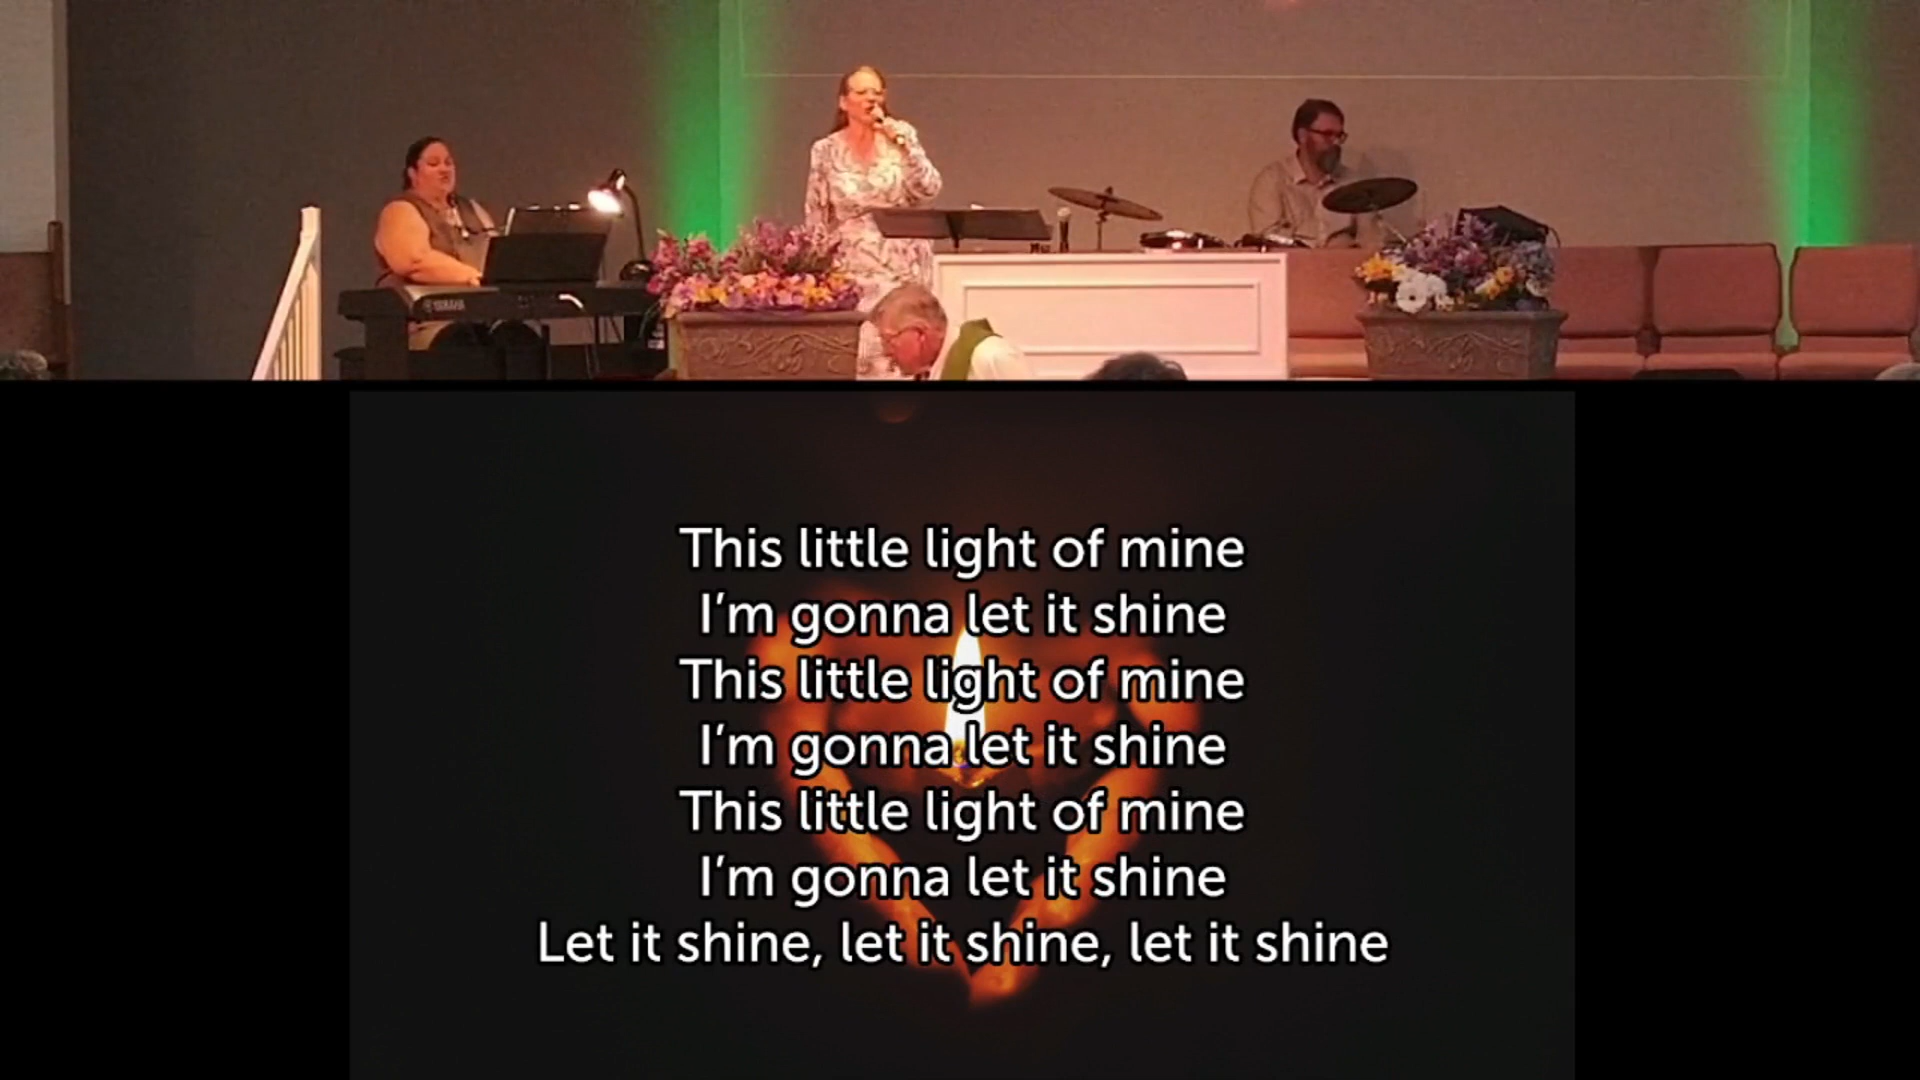 YAMAHA
This little light of mine
I'm gonna let it shine
This little light of mine
I'm gonna let it shine
This little light of mine
I'm gonna let it shine
Let it shine, let it shine, let it shine